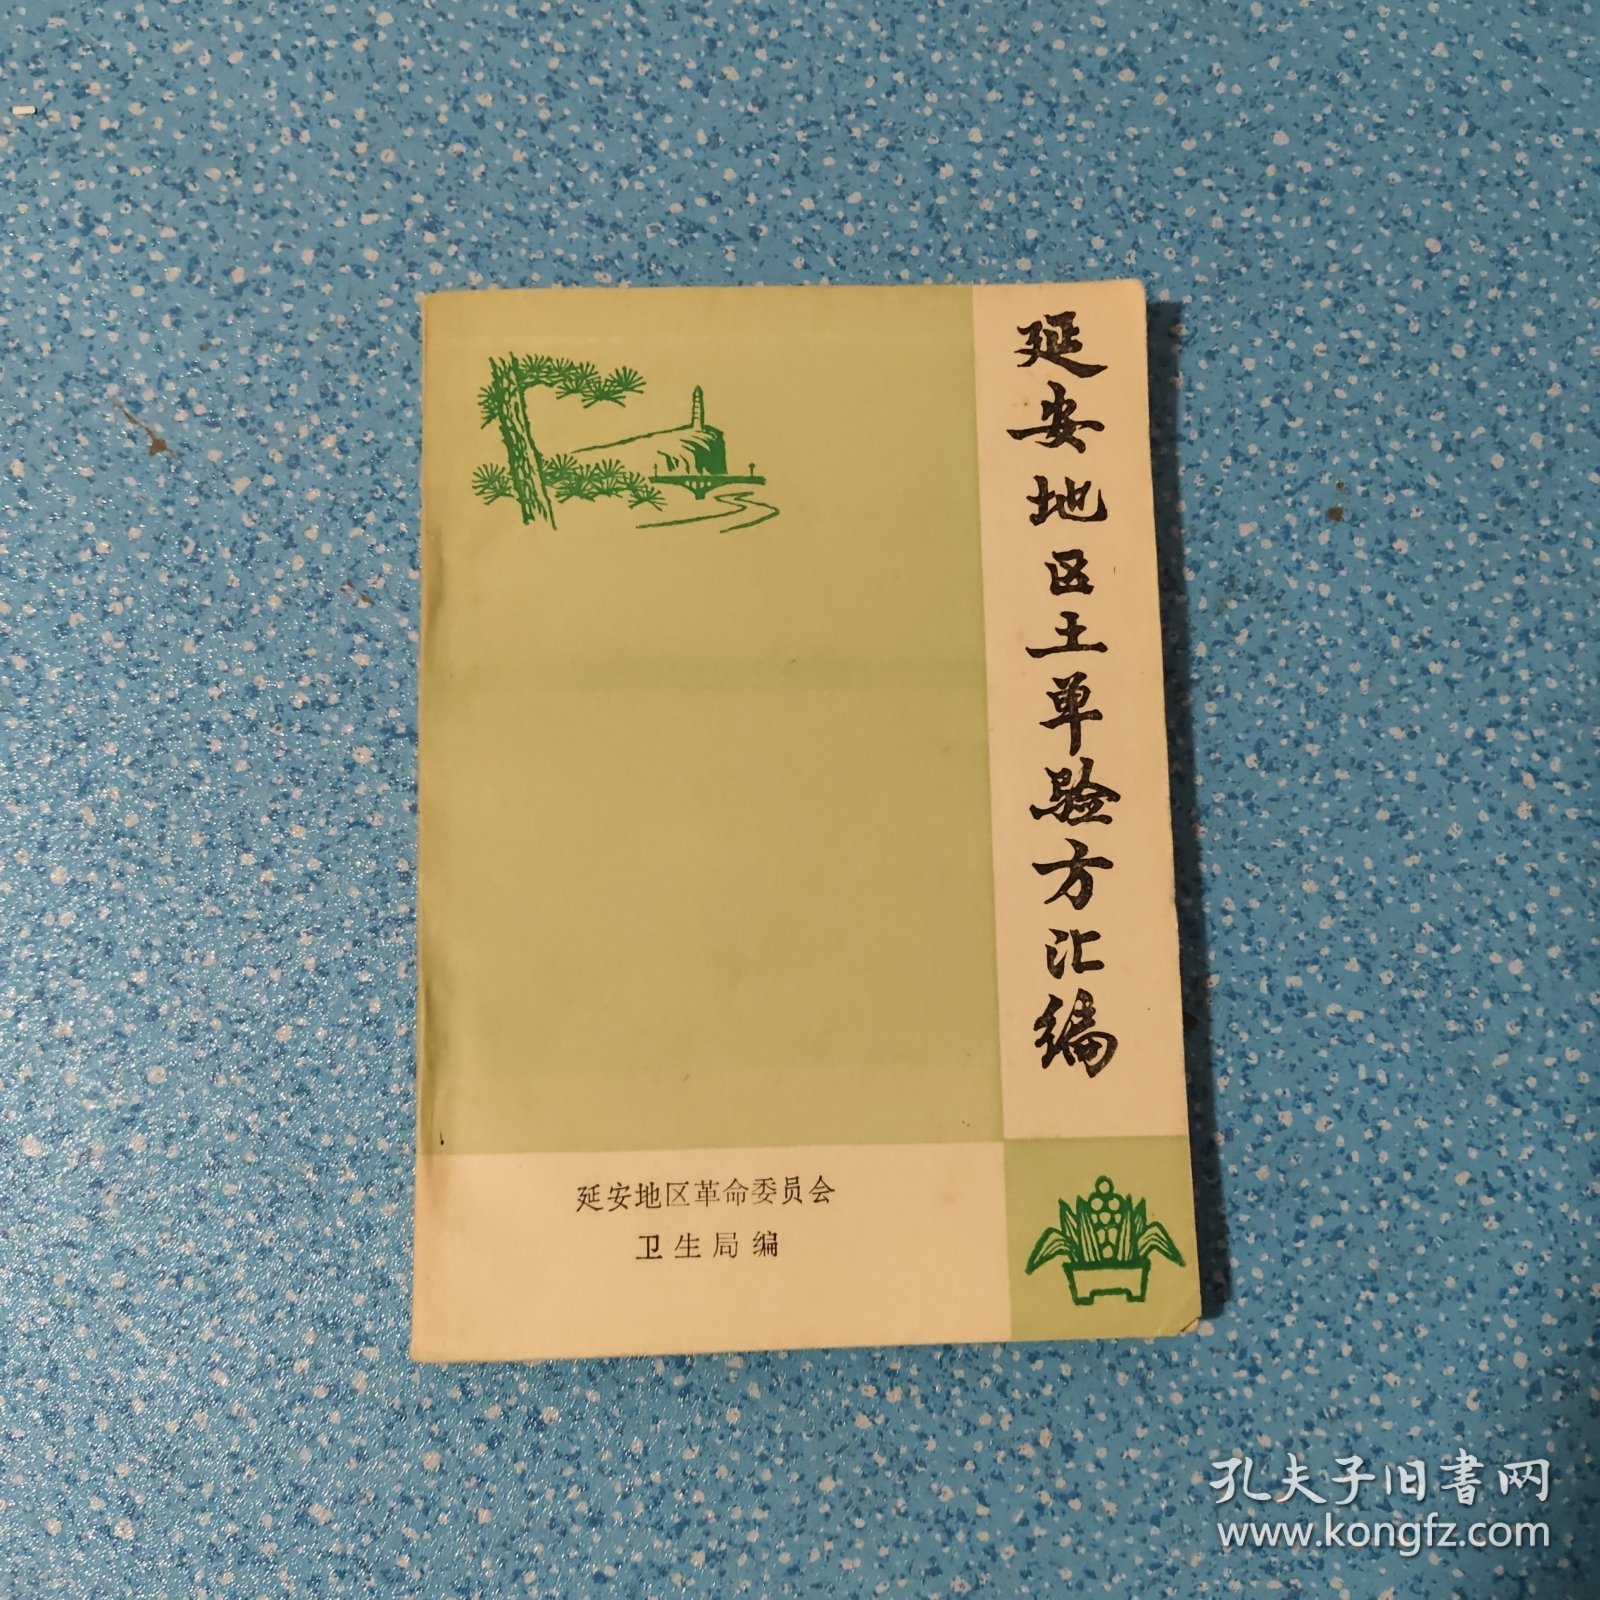 延安地区土单验方汇编
延安地区革命委员会
卫生局编
孔夫子旧書网
www.kongfz.com